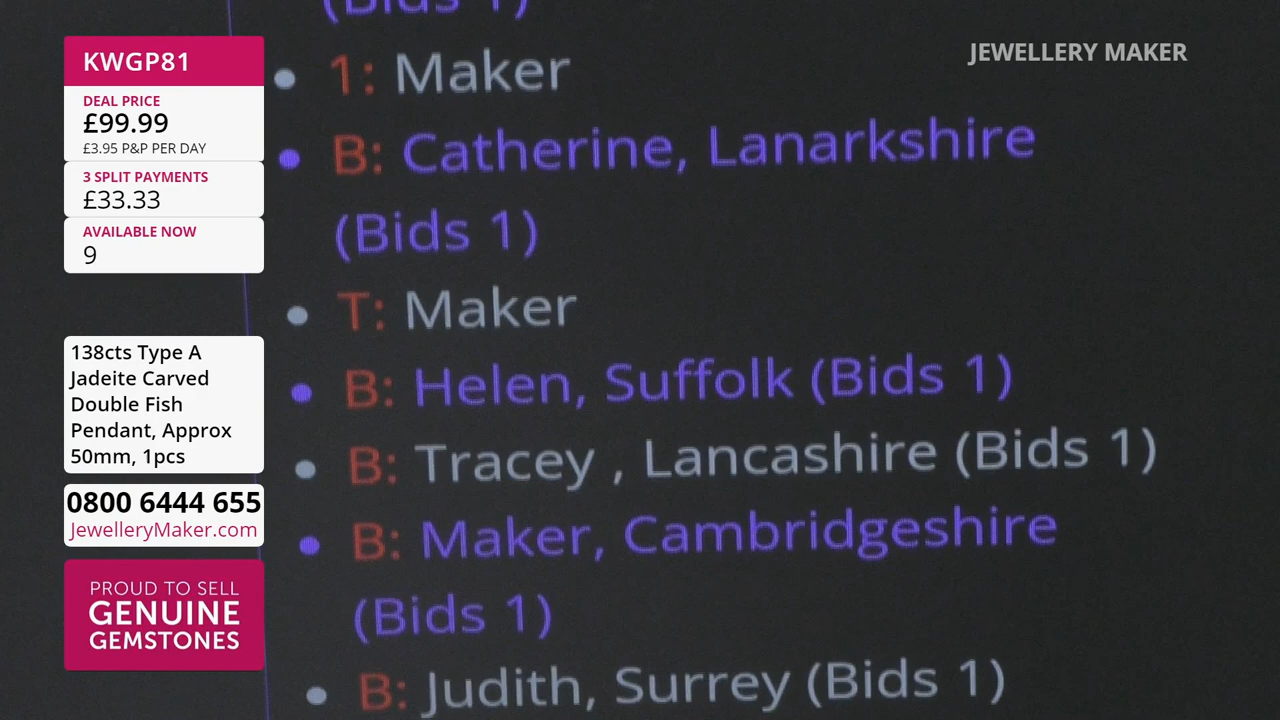 KWGP81
DEAL PRICE
£99.99
£3.95 P&P PER DAY
3 SPLIT PAYMENTS
£33.33
AVAILABLE NOW
9
138cts Type A
Jadeite Carved
Double Fish
Pendant, Approx
50mm, 1pcs
0800 6444 655
JewelleryMaker.com
PROUD TO SELL
GENUINE
GEMSTONES
JEWELLERY MAKER
(Bids 1)
1: Maker
B: Catherine, Lanarkshire
(Bids 1)
T: Maker
B: Helen, Suffolk (Bids 1)
B: Tracey , Lancashire (Bids 1)
B: Maker, Cambridgeshire
(Bids 1)
B: Judith, Surrey (Bids 1)